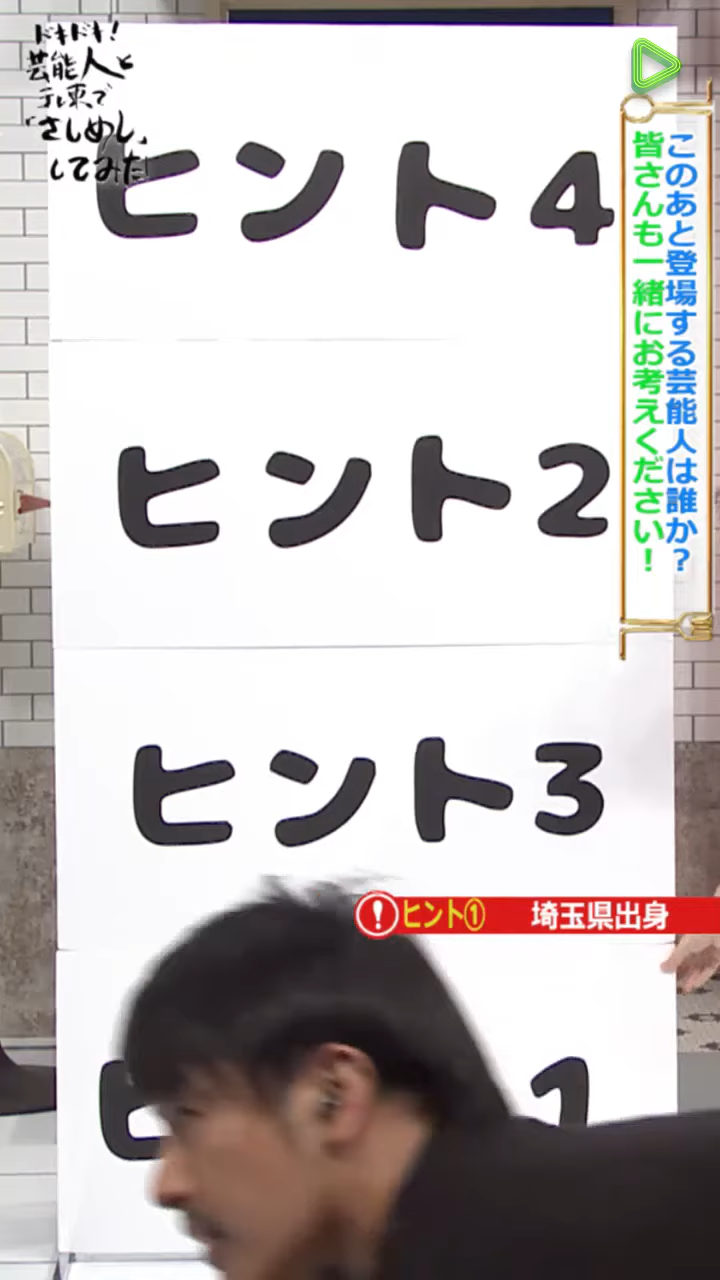 ドキドキ!
芸能人と
テレ東で
「さしめし」
してみた!
このあと登場する芸能人は誰か?
皆さんも一緒にお考えください!
ヒント4
ヒント2
ヒント3
!ヒント① 埼玉県出身
ヒ 1